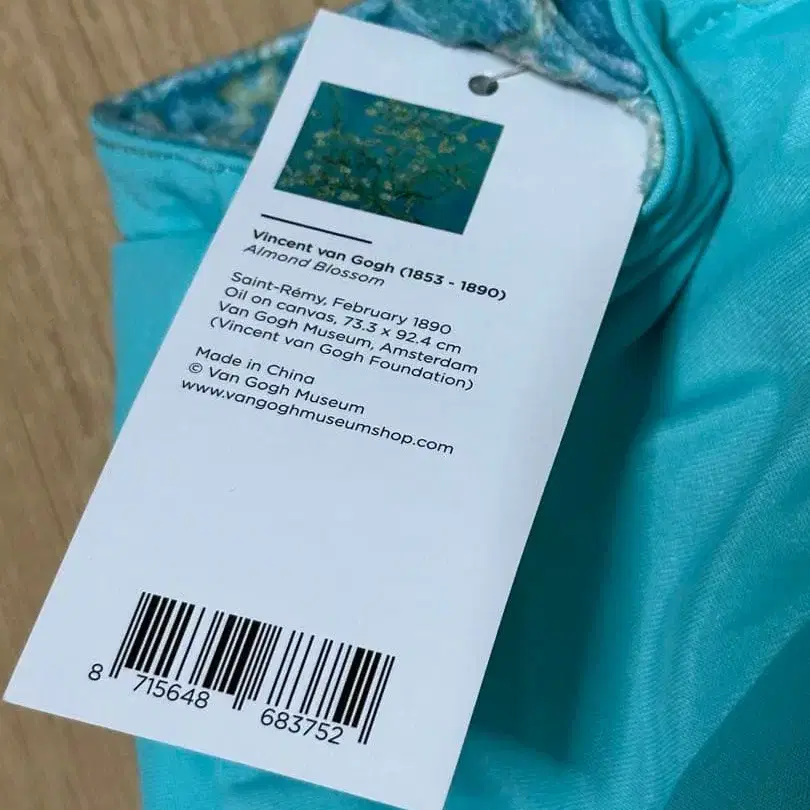 Vincent van Gogh (1853 - 1890)
Almond Blossom
Saint-Rémy, February 1890
Oil on canvas, 73.3 x 92.4 cm
Van Gogh Museum, Amsterdam
(Vincent van Gogh Foundation)
Made in China
© Van Gogh Museum
www.vangoghmuseumshop.com
8 715648 683752